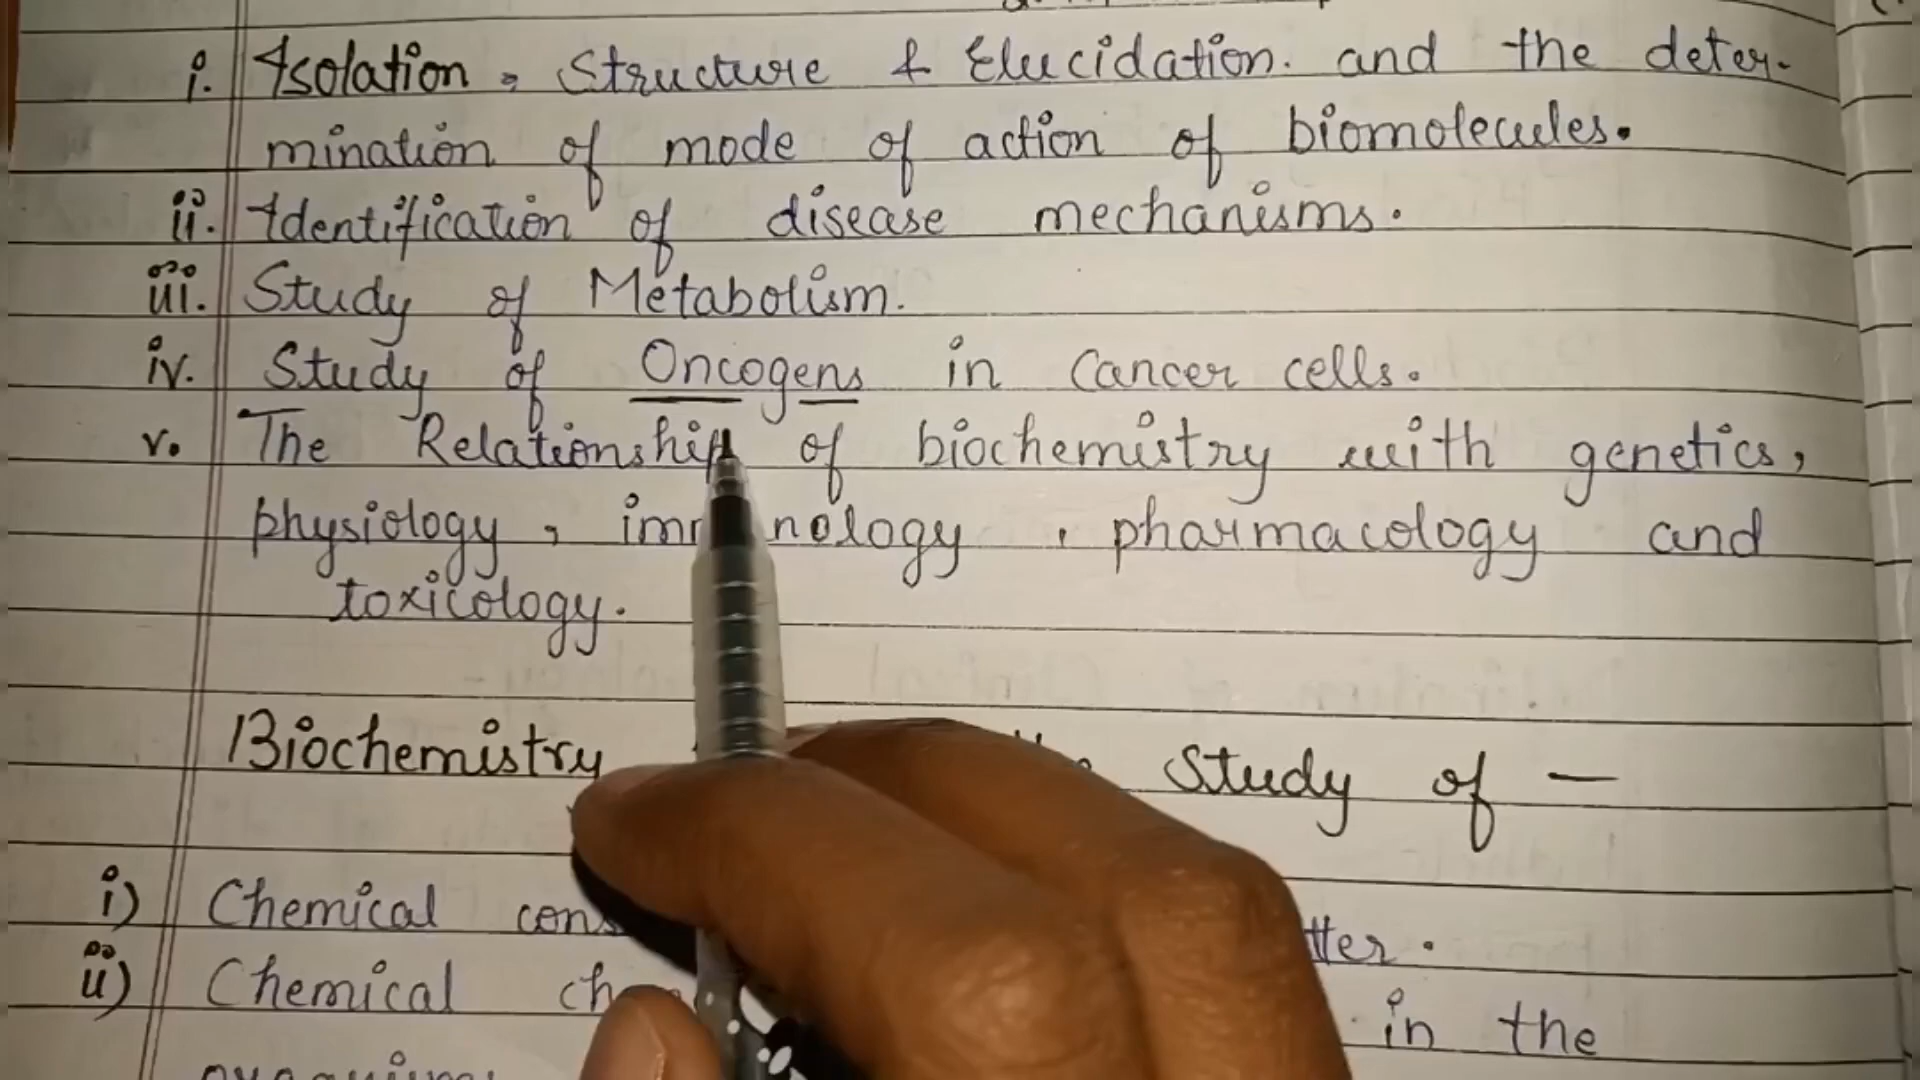 i. Isolation, Structure & Elucidation. and the deter-
mination of mode of action of biomolecules.
ii. Identification of disease mechanisms.
iii. Study of Metabolism.
iv. Study of Oncogens in Cancer cells.
v. The Relationship of biochemistry with genetics,
physiology, immunology, pharmacology and
toxicology.
Biochemistry Study of —
i) Chemical
ii) Chemical in the